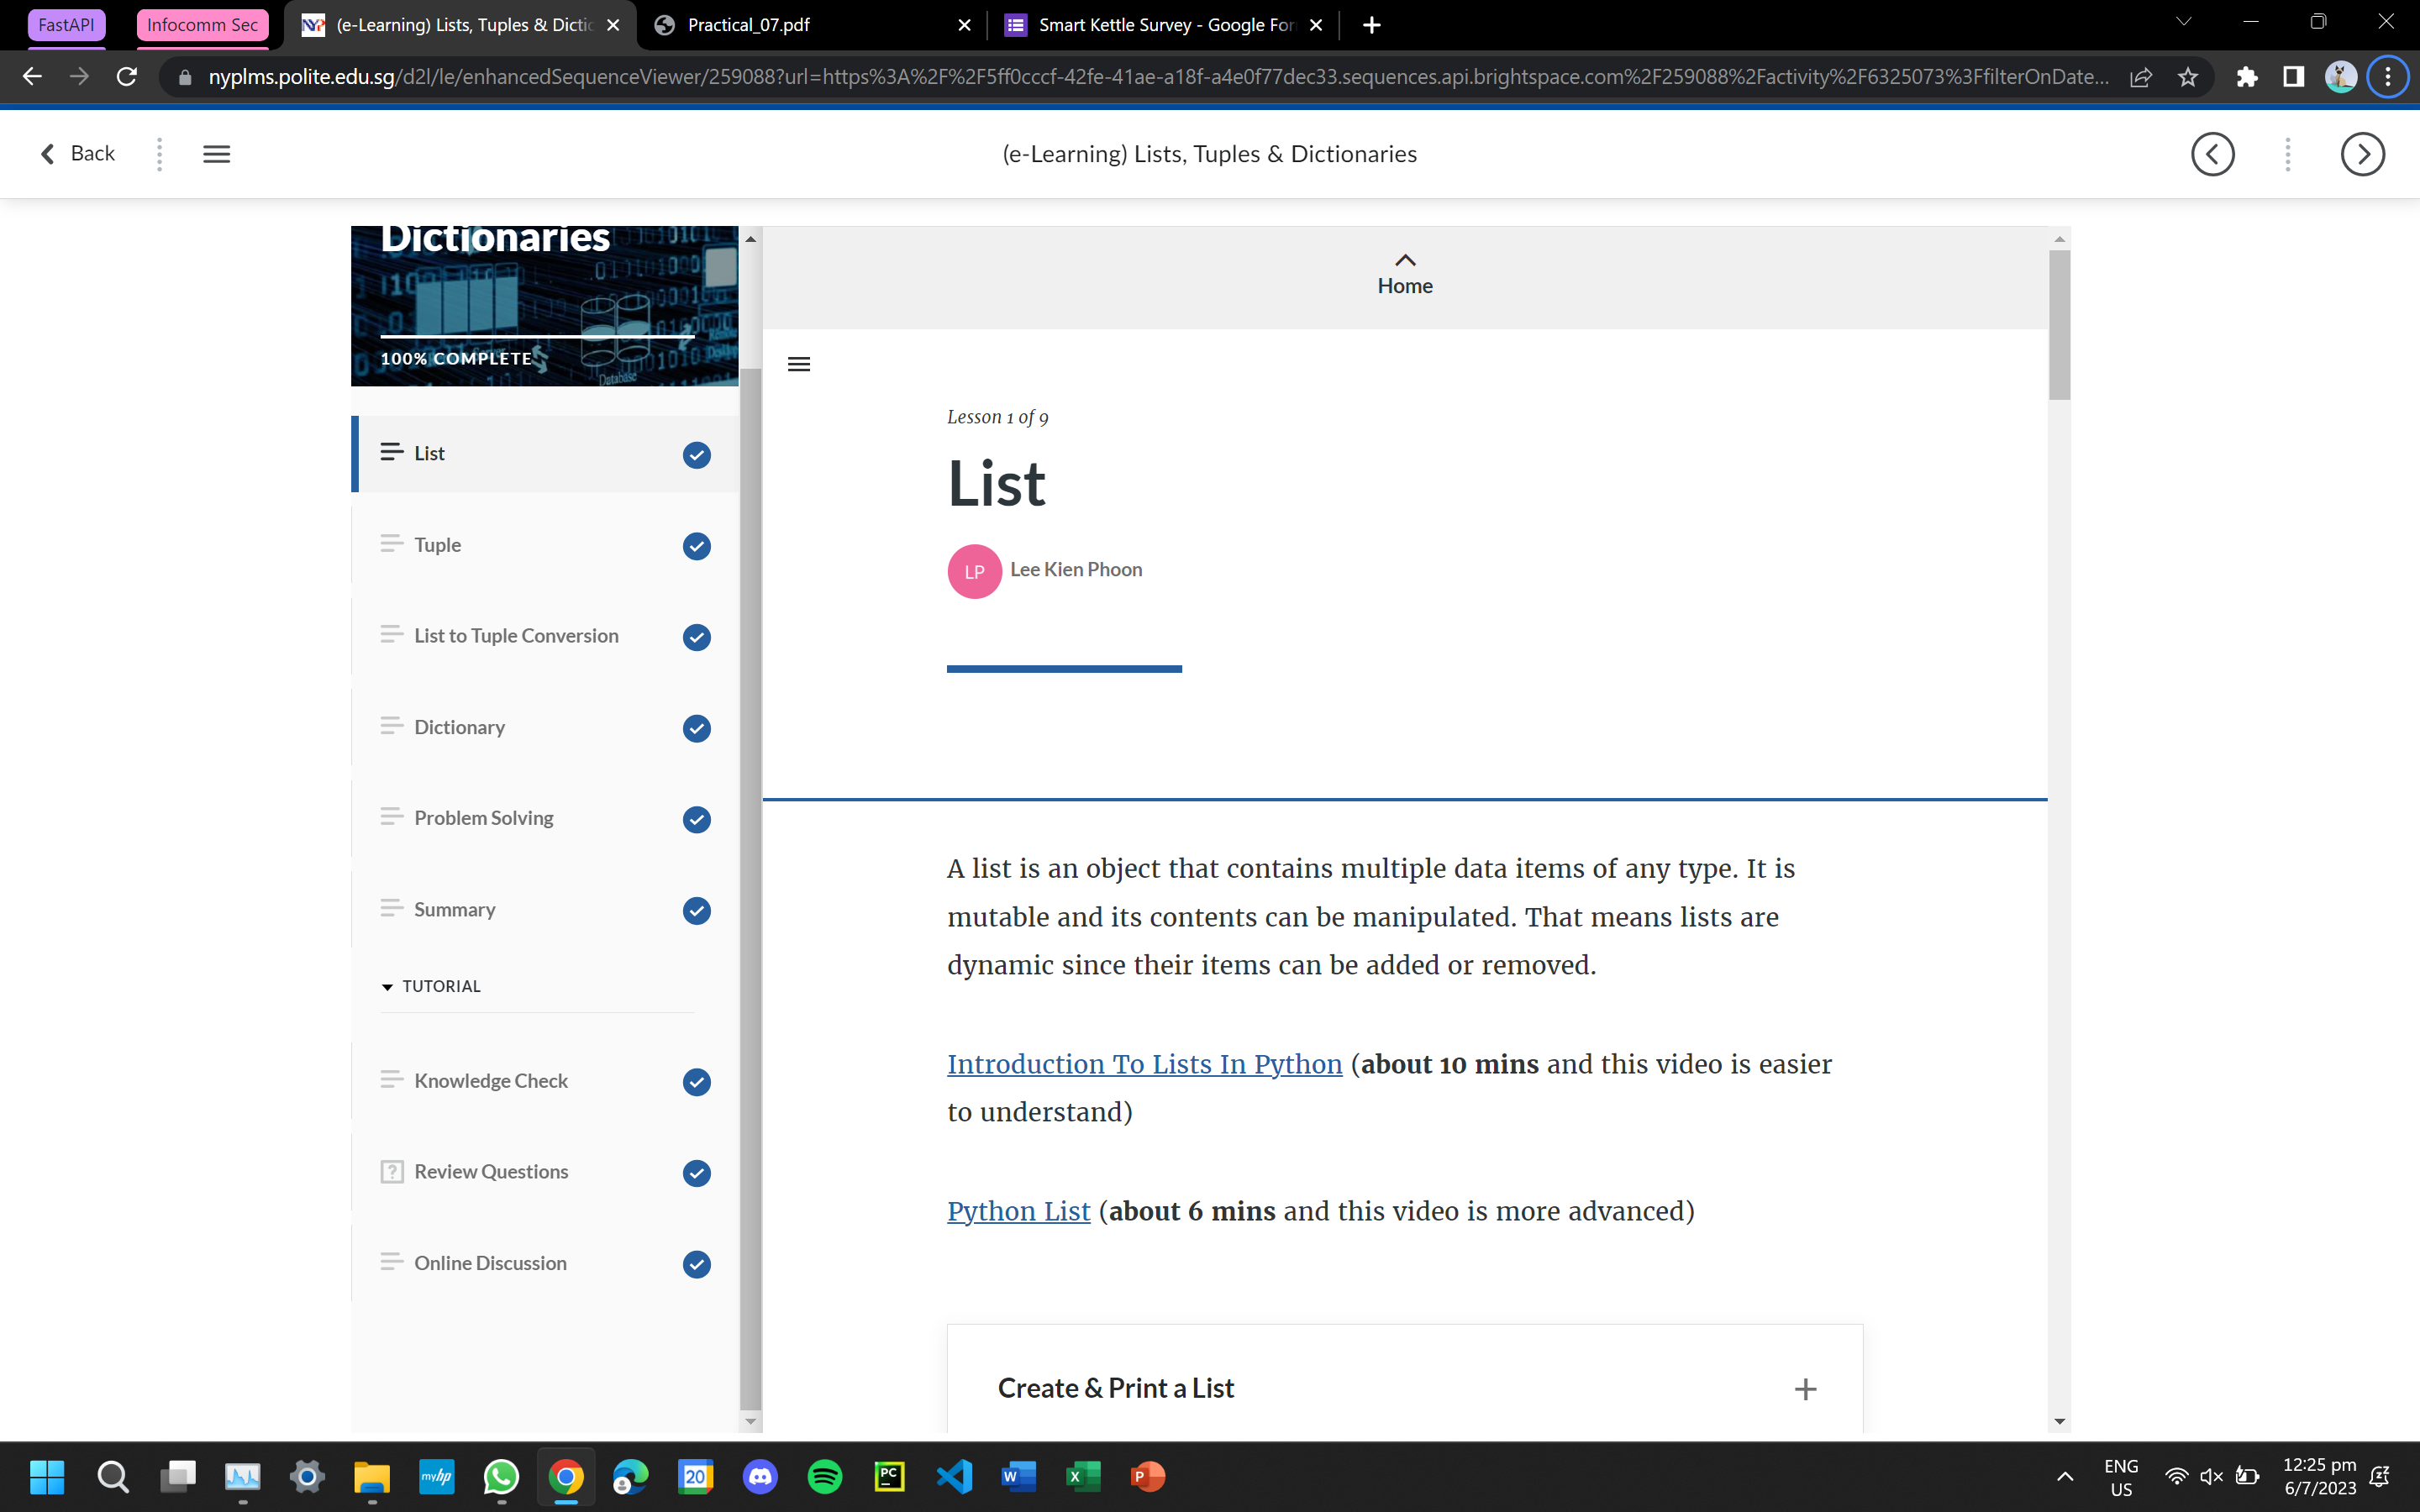 FastAPI
Infocomm Sec
NYP (e-Learning) Lists, Tuples & Dictio
Practical_07.pdf
Smart Kettle Survey - Google For
nyplms.polite.edu.sg/d2l/le/enhancedSequenceViewer/259088?url=https%3A%2F%2F5ff0cccf-42fe-41ae-a18f-a4e0f77dec33.sequences.api.brightspace.com%2F259088%2Factivity%2F6325073%3FfilterOnDate...
Back
(e-Learning) Lists, Tuples & Dictionaries
Dictionaries
100% COMPLETE
Database
List
Tuple
List to Tuple Conversion
Dictionary
Problem Solving
Summary
TUTORIAL
Knowledge Check
Review Questions
Online Discussion
Home
Lesson 1 of 9
List
LP Lee Kien Phoon
A list is an object that contains multiple data items of any type. It is
mutable and its contents can be manipulated. That means lists are
dynamic since their items can be added or removed.
Introduction To Lists In Python (about 10 mins and this video is easier
to understand)
Python List (about 6 mins and this video is more advanced)
Create & Print a List
myhp
20
PC
W
X
P
ENG
US
12:25 pm
6/7/2023